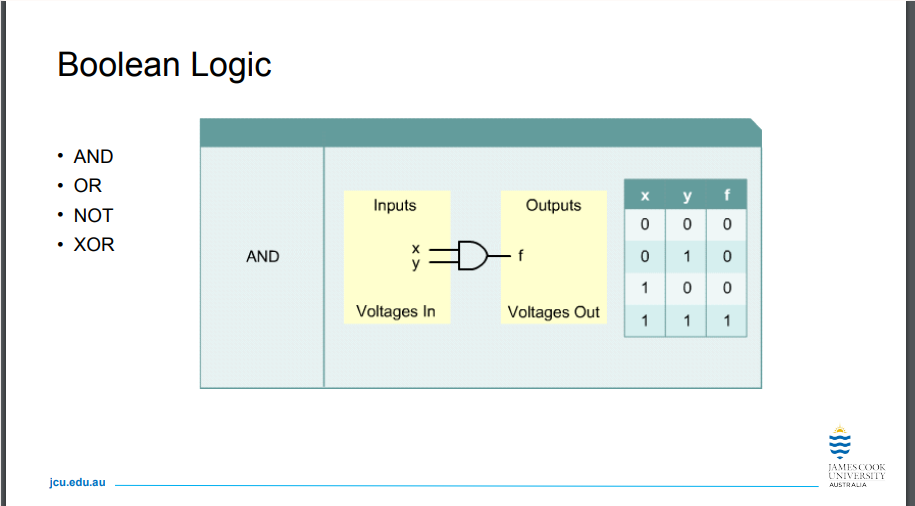 Boolean Logic
• AND
• OR
• NOT
• XOR
AND
Inputs
x
y
Voltages In
Outputs
f
Voltages Out
x y f
0 0 0
0 1 0
1 0 0
1 1 1
jcu.edu.au
JAMES COOK
UNIVERSITY
AUSTRALIA